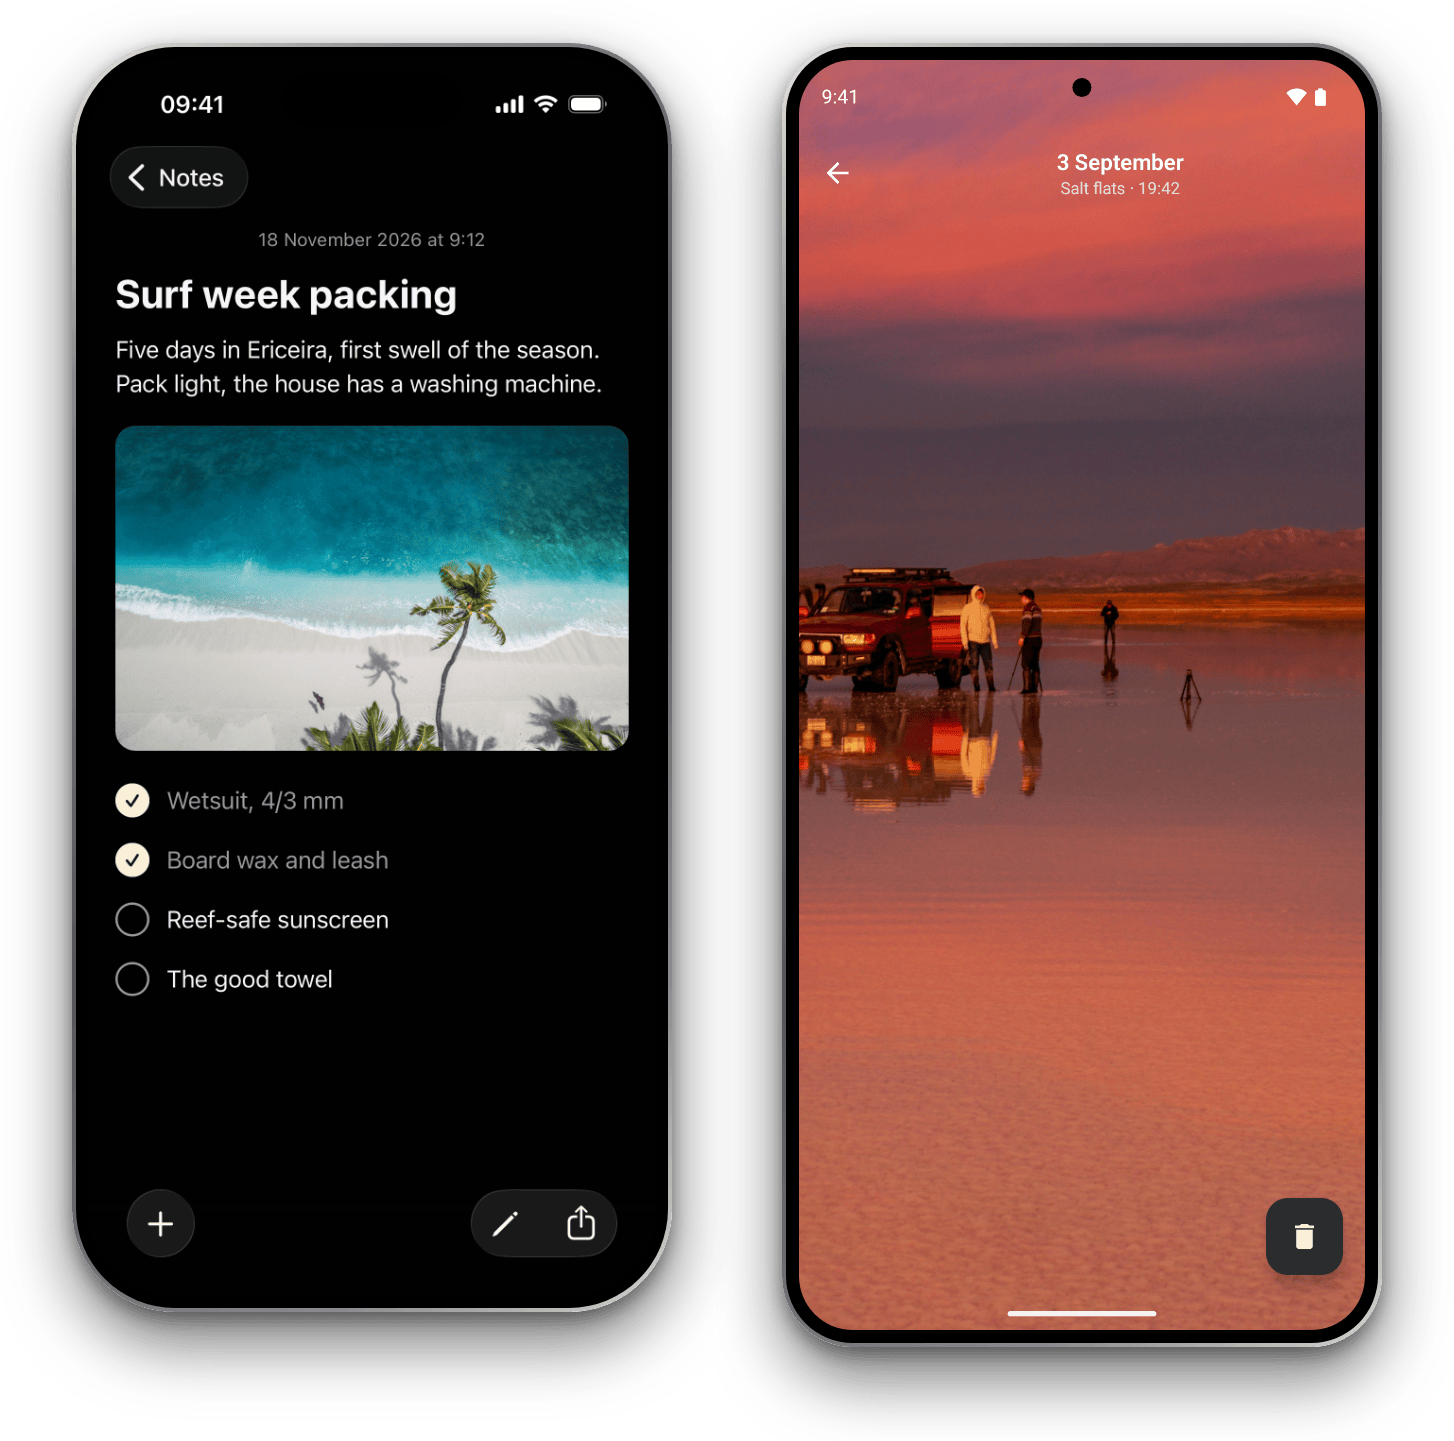 09:41
Notes
18 November 2026 at 9:12
Surf week packing
Five days in Ericeira, first swell of the season.
Pack light, the house has a washing machine.
Wetsuit, 4/3 mm
Board wax and leash
Reef-safe sunscreen
The good towel
9:41
3 September
Salt flats · 19:42